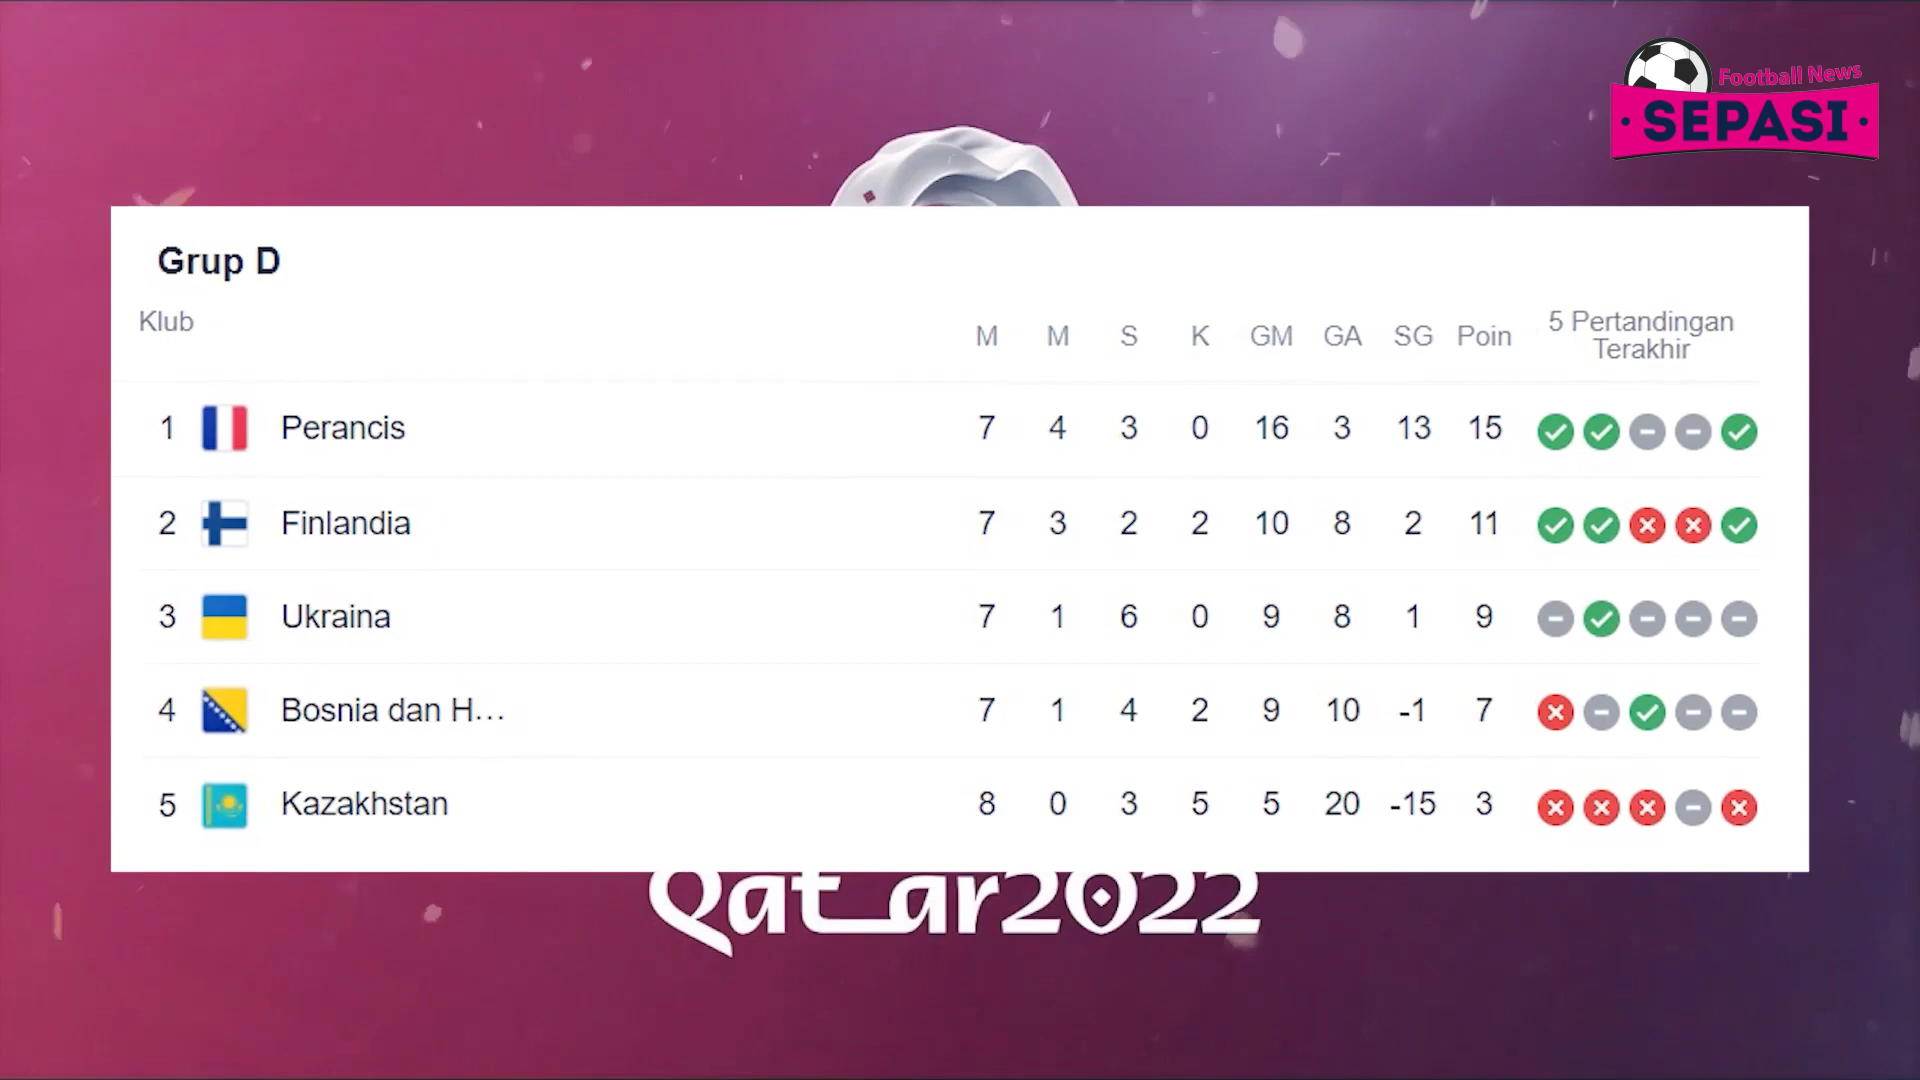 Football News
· SEPASI ·
Grup D
Klub M M S K GM GA SG Poin 5 Pertandingan
Terakhir
1 Perancis 7 4 3 0 16 3 13 15
2 Finlandia 7 3 2 2 10 8 2 11
3 Ukraina 7 1 6 0 9 8 1 9
4 Bosnia dan H... 7 1 4 2 9 10 -1 7
5 Kazakhstan 8 0 3 5 5 20 -15 3
Qatar2022